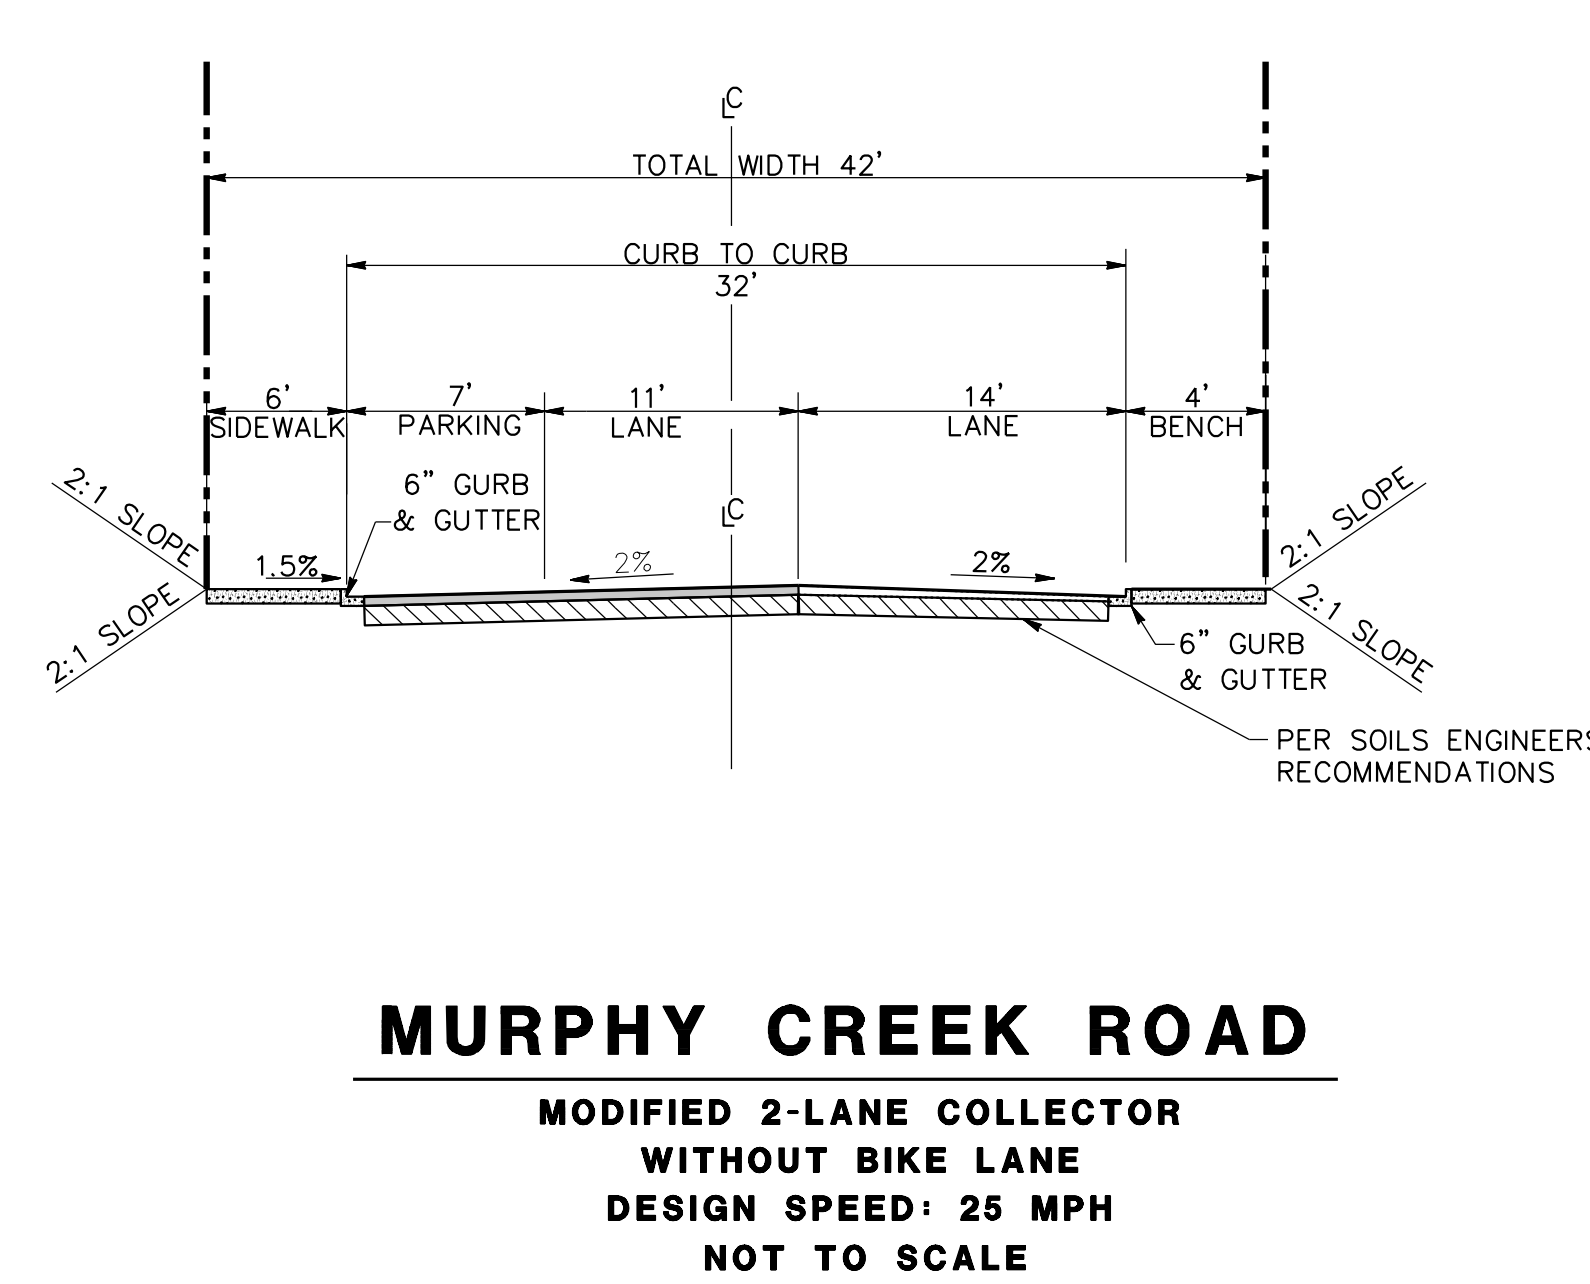 CL
TOTAL WIDTH 42'
CURB TO CURB
32'
6'
SIDEWALK
7'
PARKING
11'
LANE
14'
LANE
4'
BENCH
6" GURB
& GUTTER
CL
2:1 SLOPE
2:1 SLOPE
1.5%
2%
2%
2:1 SLOPE
2:1 SLOPE
6" GURB
& GUTTER
PER SOILS ENGINEERS
RECOMMENDATIONS
MURPHY CREEK ROAD
MODIFIED 2-LANE COLLECTOR
WITHOUT BIKE LANE
DESIGN SPEED: 25 MPH
NOT TO SCALE